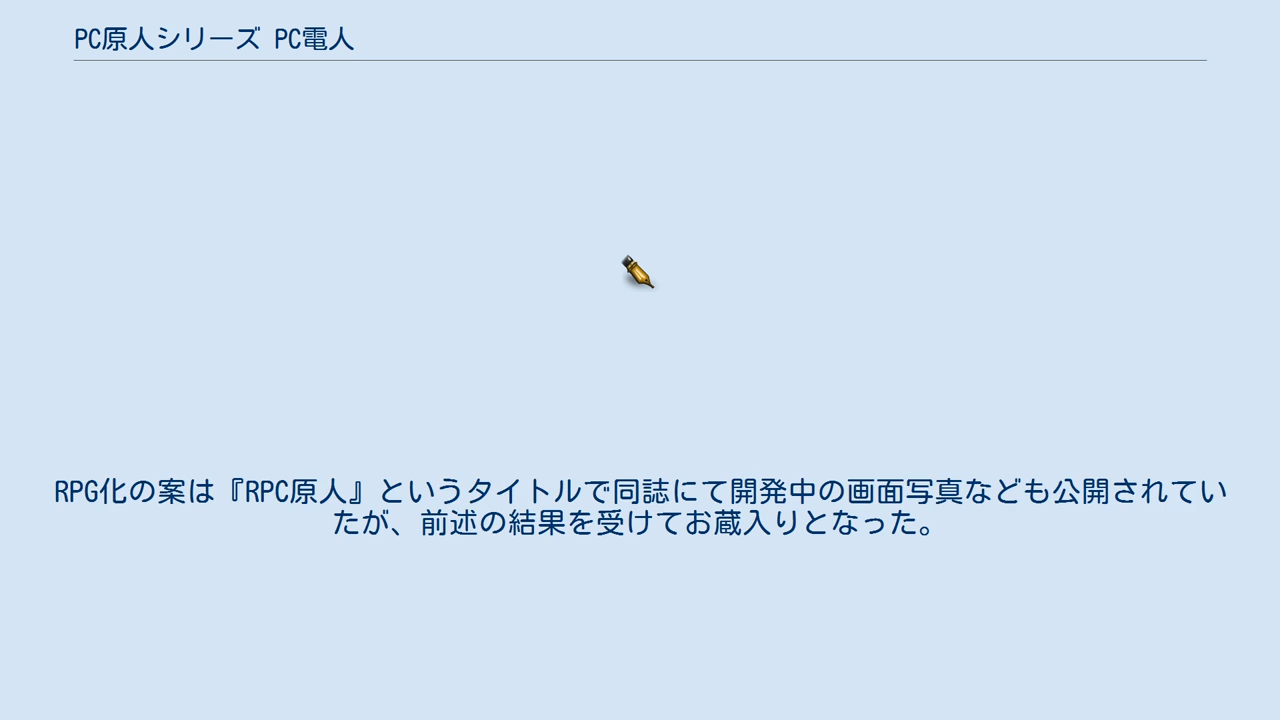 PC原人シリーズ PC電人
RPG化の案は『RPC原人』というタイトルで同誌にて開発中の画面写真なども公開されてい
たが、前述の結果を受けてお蔵入りとなった。